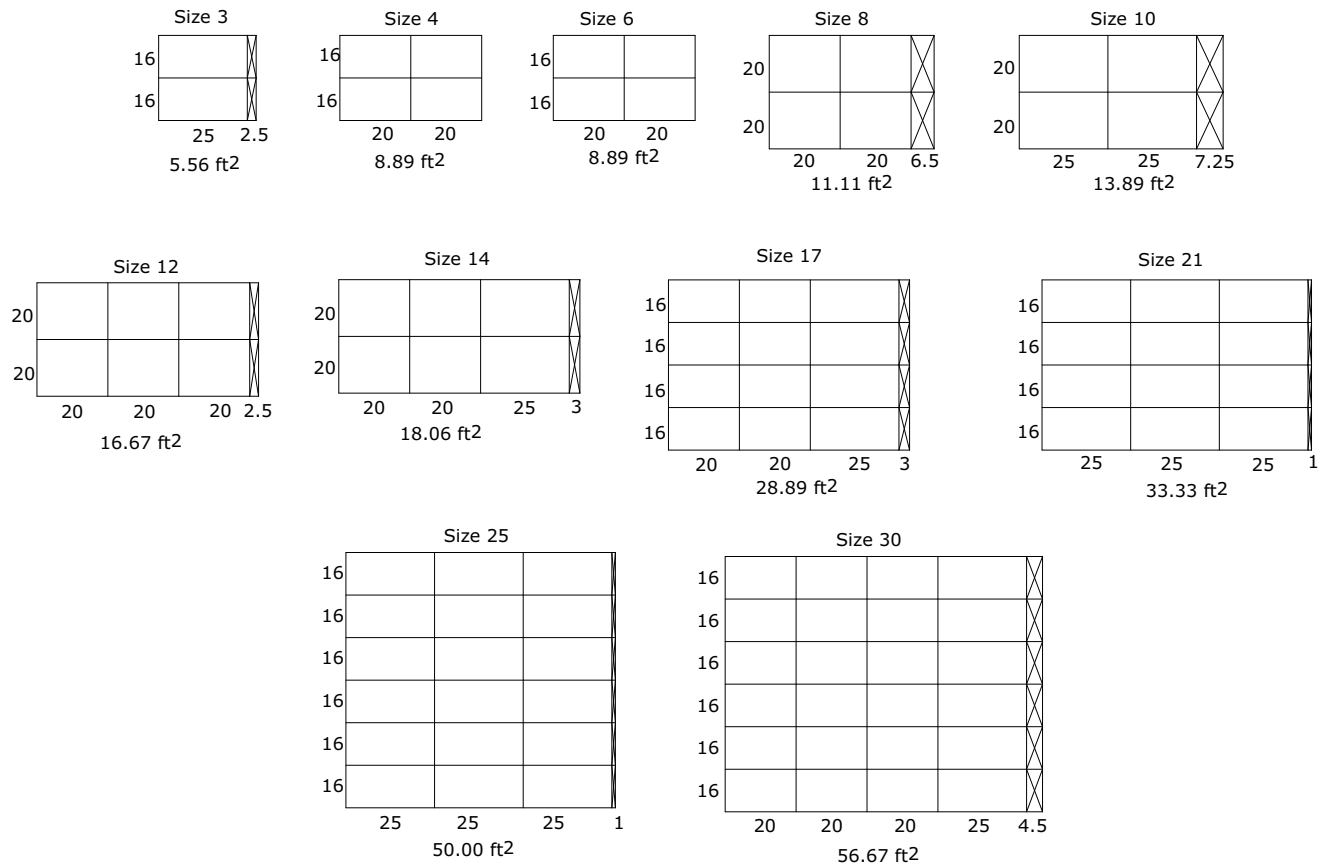 Size 3
16
16
25 2.5
5.56 ft2
Size 4
16
16
20 20
8.89 ft2
Size 6
16
16
20 20
8.89 ft2
Size 8
20
20
20 20 6.5
11.11 ft2
Size 10
20
20
25 25 7.25
13.89 ft2
Size 12
20
20
20 20 20 2.5
16.67 ft2
Size 14
20
20
20 20 25 3
18.06 ft2
Size 17
16
16
16
16
20 20 25 3
28.89 ft2
Size 21
16
16
16
16
25 25 25 1
33.33 ft2
Size 25
16
16
16
16
16
16
25 25 25 1
50.00 ft2
Size 30
16
16
16
16
16
16
20 20 20 25 4.5
56.67 ft2